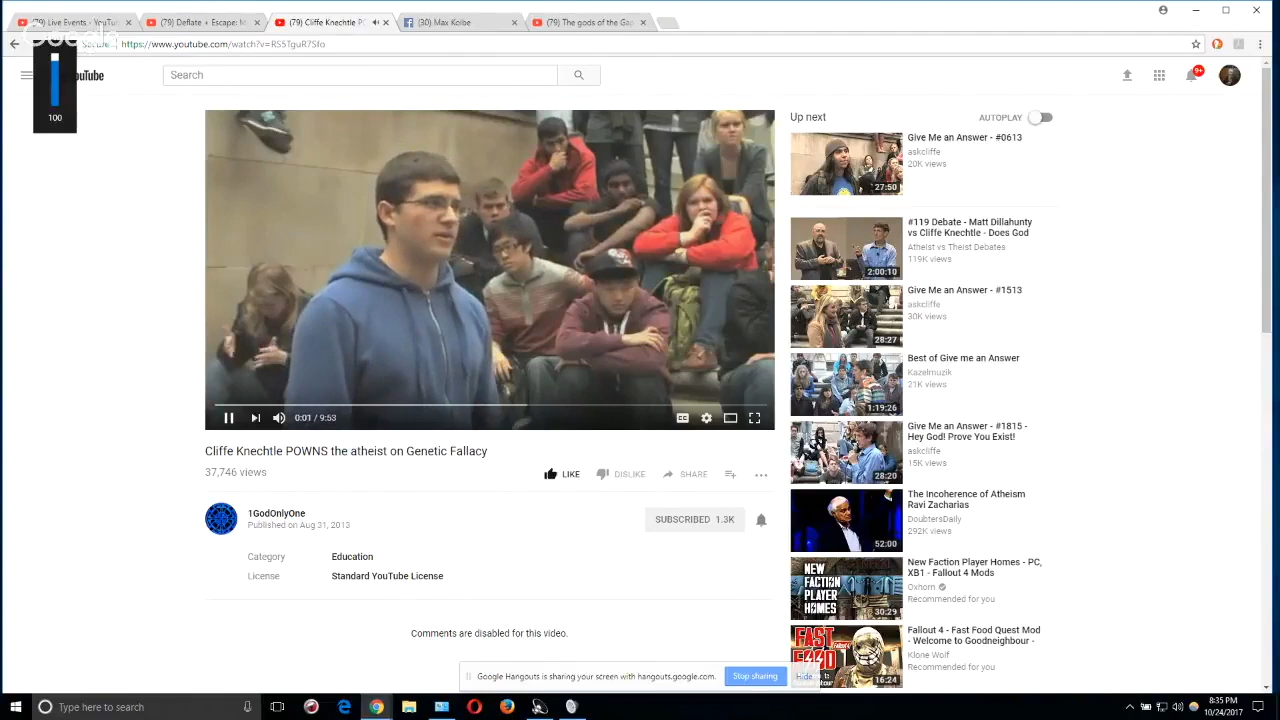 (79) Live Events - YouTu
(79) Deflate + Escape: M
(79) Cliffe Knechtle PO
(30) Max Kolbe
(79) The gods of the Gap
Google
Secure
https://www.youtube.com/watch?v=RS5TguR7Sfo
100
Search
9+
Up next
AUTOPLAY
Give Me an Answer - #0613
askcliffe
20K views
27:50
#119 Debate - Matt Dillahunty
vs Cliffe Knechtle - Does God
Atheist vs Theist Debates
119K views
2:00:10
Give Me an Answer - #1513
askcliffe
30K views
28:27
Best of Give me an Answer
Kazelmuzik
21K views
1:19:26
Give Me an Answer - #1815 -
Hey God! Prove You Exist!
askcliffe
15K views
28:20
The Incoherence of Atheism
Ravi Zacharias
DoubtersDaily
292K views
52:00
New Faction Player Homes - PC,
XB1 - Fallout 4 Mods
Oxhorn
Recommended for you
NEW
FACTION
PLAYER
HOMES
30:29
Fallout 4 - Fast Food Quest Mod
- Welcome to Goodneighbour -
Klone Wolf
Recommended for you
FAST
FOOD
16:24
0:01 / 9:53
CC
Cliffe Knechtle POWNS the atheist on Genetic Fallacy
37,746 views
LIKE
DISLIKE
SHARE
1GodOnlyOne
Published on Aug 31, 2013
SUBSCRIBED 1.3K
Category
Education
License
Standard YouTube License
Comments are disabled for this video.
Google Hangouts is sharing your screen with hangouts.google.com.
Stop sharing
Hide
Type here to search
8:35 PM
10/24/2017